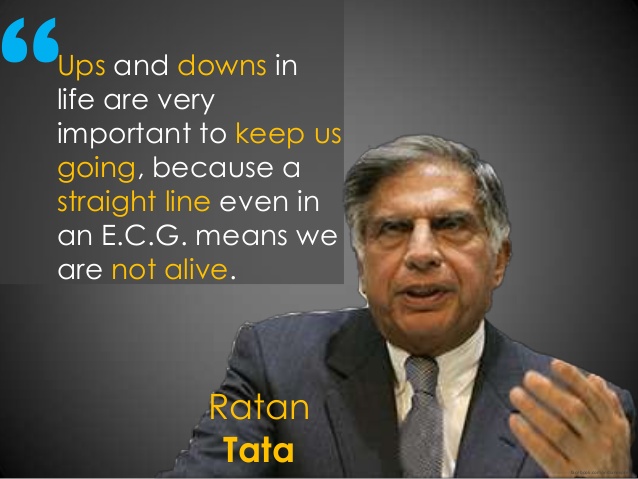 “
Ups and downs in
life are very
important to keep us
going, because a
straight line even in
an E.C.G. means we
are not alive.
Ratan
Tata